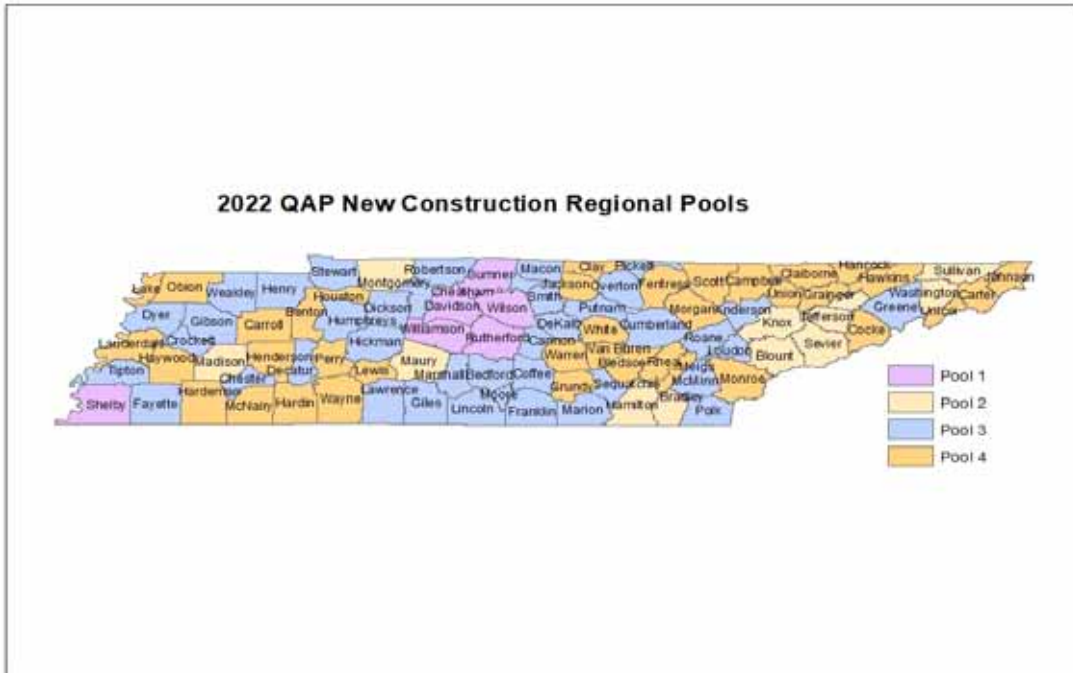 2022 QAP New Construction Regional Pools
Hancock
Stewart
Robertson
Sumner
Macon
Clay
Pickett
Claiborne
Hawkins
Sullivan
Johnson
Lake
Obion
Weakley
Henry
Montgomery
Jackson
Overton
Fentress
Scott
Campbell
Union
Grainger
Washington
Carter
Houston
Cheatham
Smith
Unicoi
Dyer
Gibson
Benton
Dickson
Davidson
Wilson
Putnam
Morgan
Anderson
Jefferson
Greene
Crockett
Carroll
Humphreys
Williamson
Rutherford
DeKalb
White
Cumberland
Knox
Cocke
Lauderdale
Haywood
Madison
Henderson
Perry
Hickman
Maury
Cannon
Warren
Van Buren
Bledsoe
Rhea
Roane
Loudon
Blount
Sevier
Tipton
Chester
Decatur
Lewis
Marshall
Bedford
Coffee
Grundy
Sequatchie
Meigs
McMinn
Monroe
Shelby
Fayette
Hardeman
McNairy
Hardin
Wayne
Lawrence
Giles
Moore
Lincoln
Franklin
Marion
Hamilton
Bradley
Polk
Pool 1
Pool 2
Pool 3
Pool 4